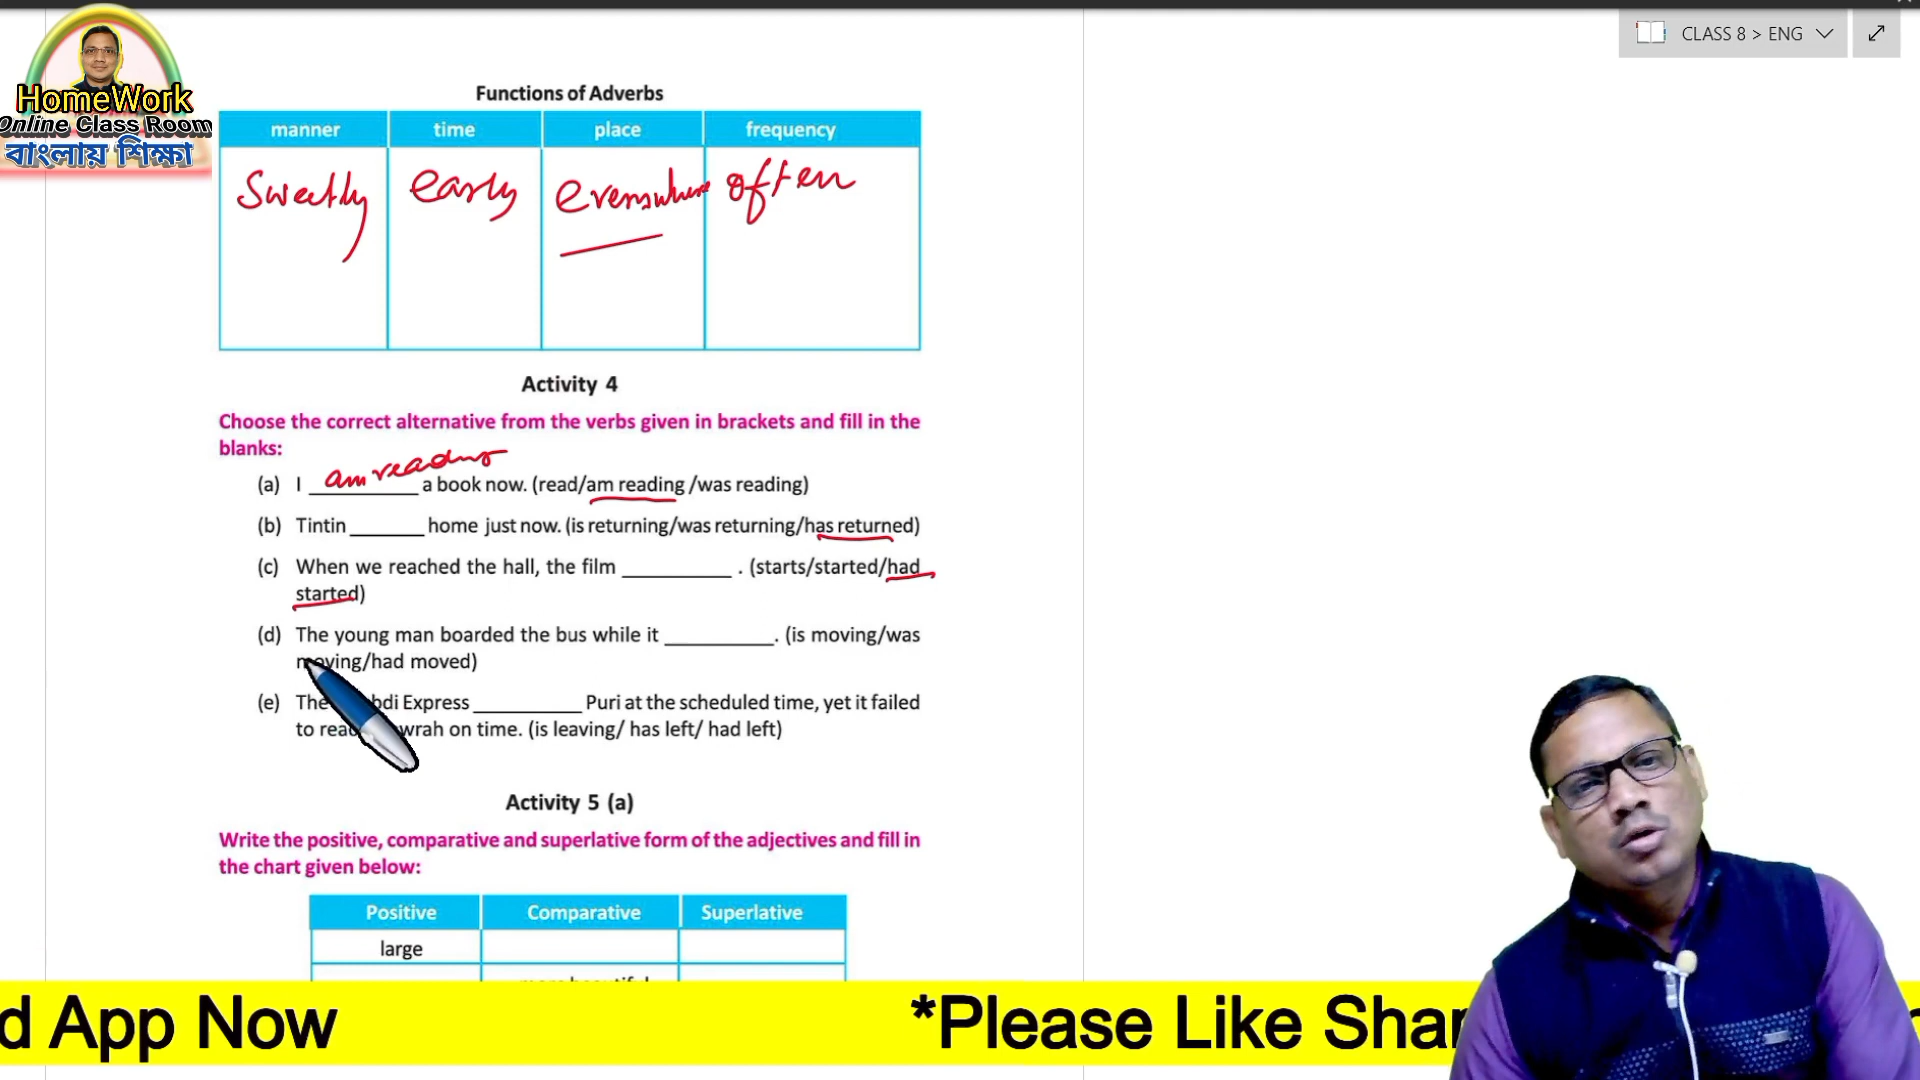 CLASS 8 > ENG
HomeWork
Online Class Room
বাংলায় শিক্ষা
Functions of Adverbs
manner time place frequency
Sweetly early everywhere often
Activity 4
Choose the correct alternative from the verbs given in brackets and fill in the
blanks:
am reading
(a) I __________ a book now. (read/am reading /was reading)
(b) Tintin _______ home just now. (is returning/was returning/has returned)
(c) When we reached the hall, the film __________ . (starts/started/had
started)
(d) The young man boarded the bus while it __________. (is moving/was
moving/had moved)
(e) The Express __________ Puri at the scheduled time, yet it failed
to on time. (is leaving/ has left/ had left)
Activity 5 (a)
Write the positive, comparative and superlative form of the adjectives and fill in
the chart given below:
Positive Comparative Superlative
large
d App Now *Please Like